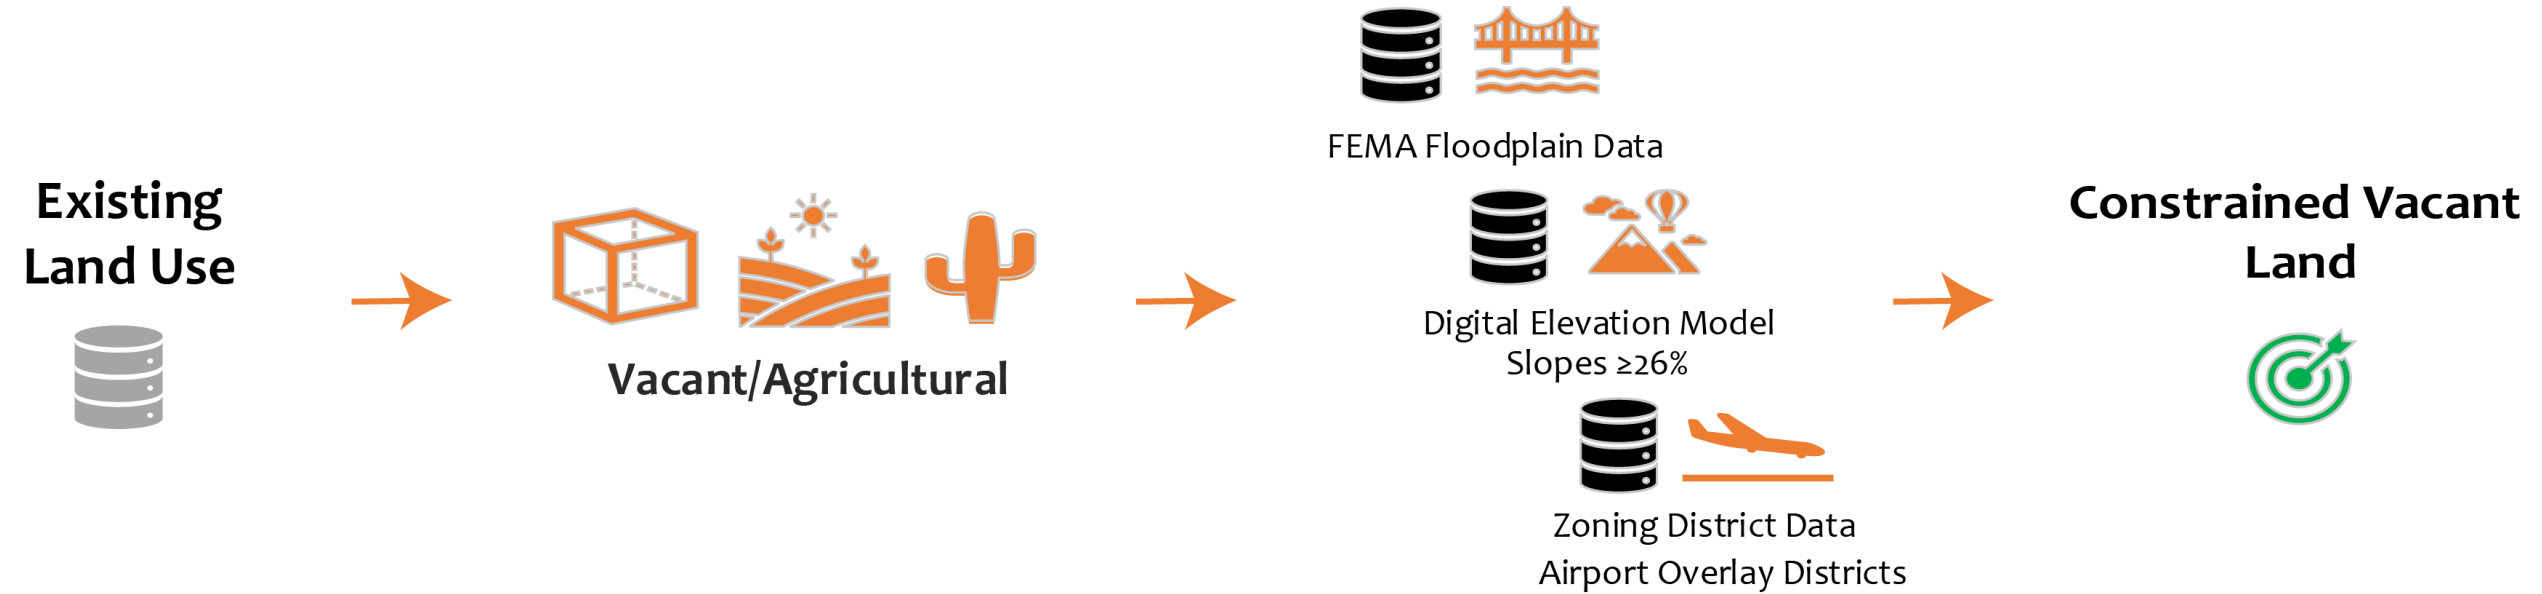 Existing
Land Use
Vacant/Agricultural
FEMA Floodplain Data
Digital Elevation Model
Slopes ≥26%
Zoning District Data
Airport Overlay Districts
Constrained Vacant
Land